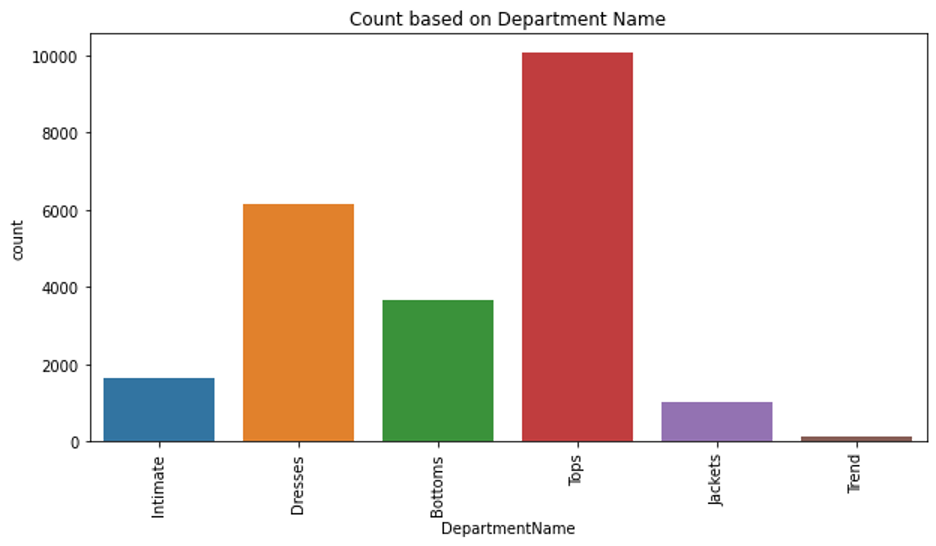 Count based on Department Name
10000
8000
6000
4000
2000
0
count
Intimate
Dresses
Bottoms
Tops
Jackets
Trend
DepartmentName